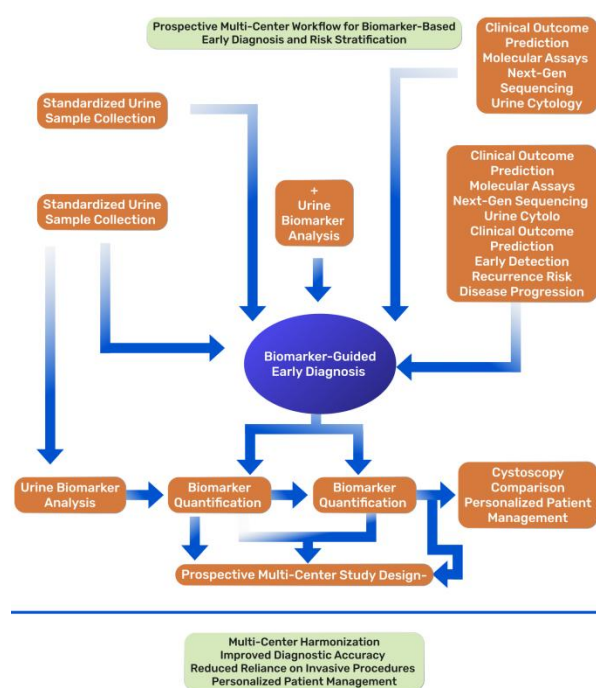 Prospective Multi-Center Workflow for Biomarker-Based
Early Diagnosis and Risk Stratification
Clinical Outcome
Prediction
Molecular Assays
Next-Gen
Sequencing
Urine Cytology
Standardized Urine
Sample Collection
Standardized Urine
Sample Collection
+
Urine
Biomarker
Analysis
Clinical Outcome
Prediction
Molecular Assays
Next-Gen Sequencing
Urine Cytolo
Clinical Outcome
Prediction
Early Detection
Recurrence Risk
Disease Progression
Biomarker-Guided
Early Diagnosis
Urine Biomarker
Analysis
Biomarker
Quantification
Biomarker
Quantification
Cystoscopy
Comparison
Personalized Patient
Management
Prospective Multi-Center Study Design-
Multi-Center Harmonization
Improved Diagnostic Accuracy
Reduced Reliance on Invasive Procedures
Personalized Patient Management